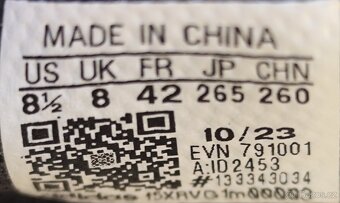 MADE IN CHINA
US UK FR JP CHN
8½ 8 42 265 260
10/23
EVN 791001
A:ID2453
#133343034